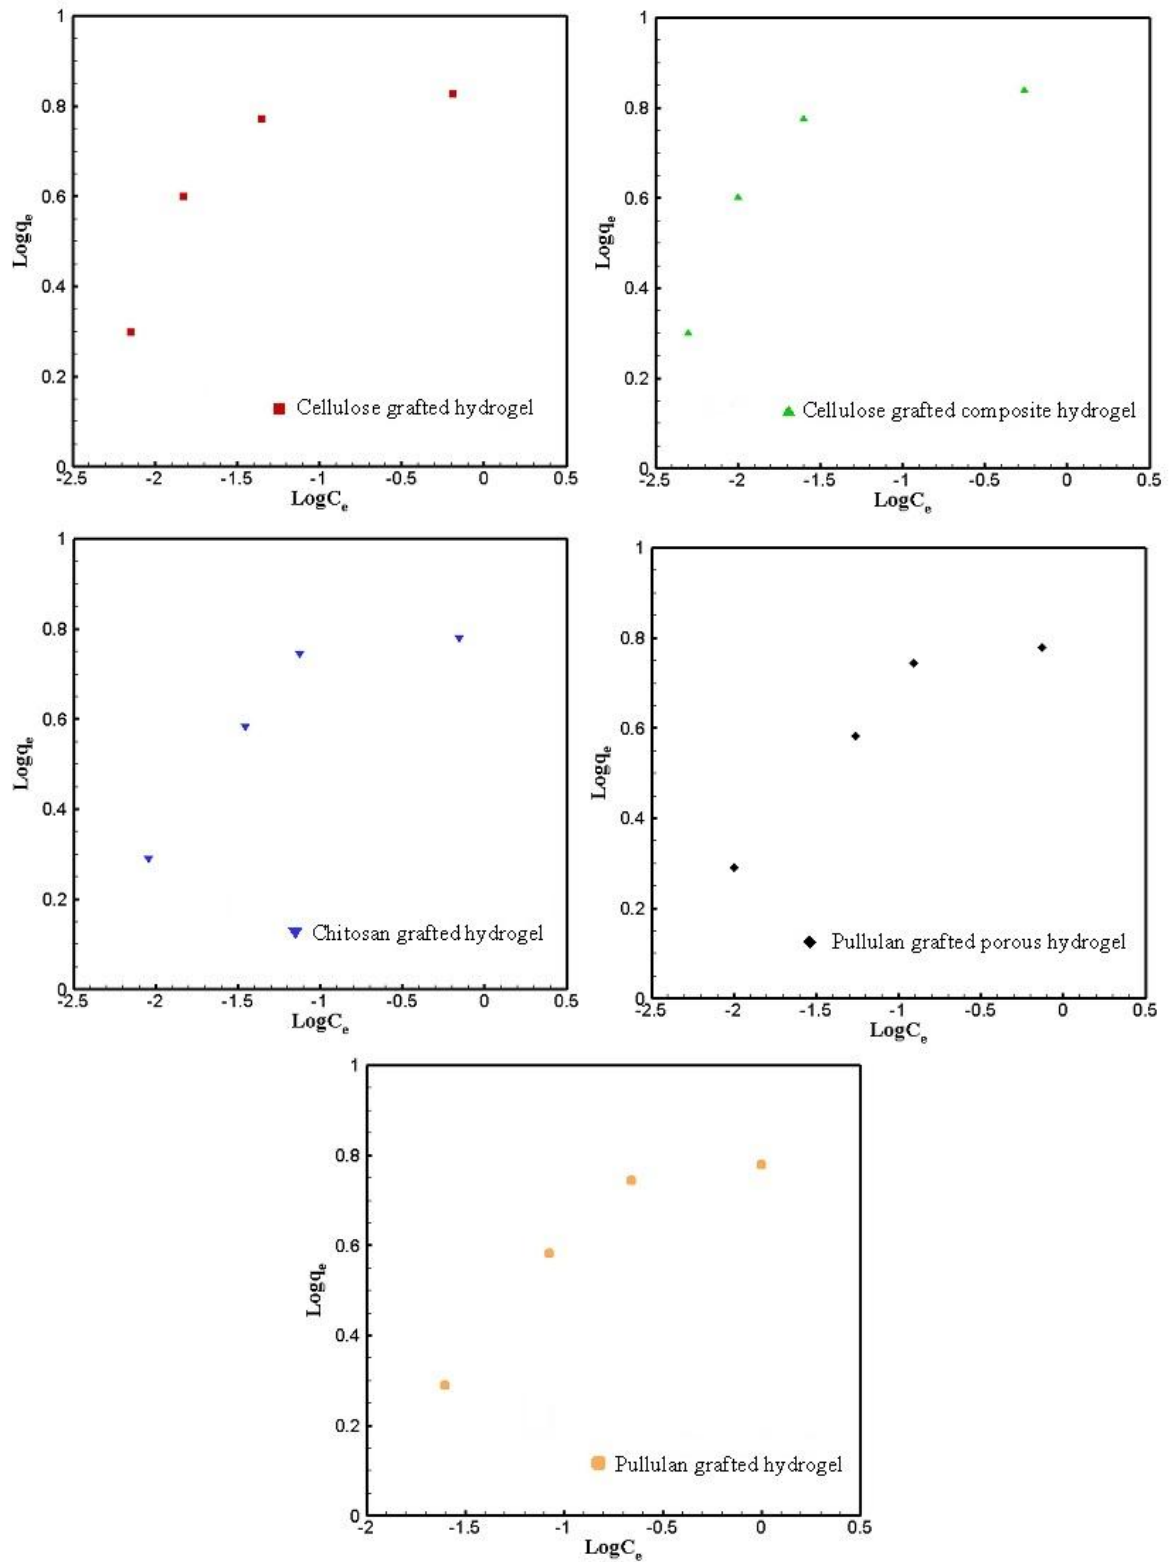 1
0.8
0.6
0.4
0.2
0
Logqe
-2.5 -2 -1.5 -1 -0.5 0 0.5
LogCe
Cellulose grafted hydrogel
1
0.8
0.6
0.4
0.2
0
Logqe
-2.5 -2 -1.5 -1 -0.5 0 0.5
LogCe
Cellulose grafted composite hydrogel
1
0.8
0.6
0.4
0.2
0
Logqe
-2.5 -2 -1.5 -1 -0.5 0 0.5
LogCe
Chitosan grafted hydrogel
1
0.8
0.6
0.4
0.2
0
Logqe
-2.5 -2 -1.5 -1 -0.5 0 0.5
LogCe
Pullulan grafted porous hydrogel
1
0.8
0.6
0.4
0.2
0
Logqe
-2 -1.5 -1 -0.5 0 0.5
LogCe
Pullulan grafted hydrogel